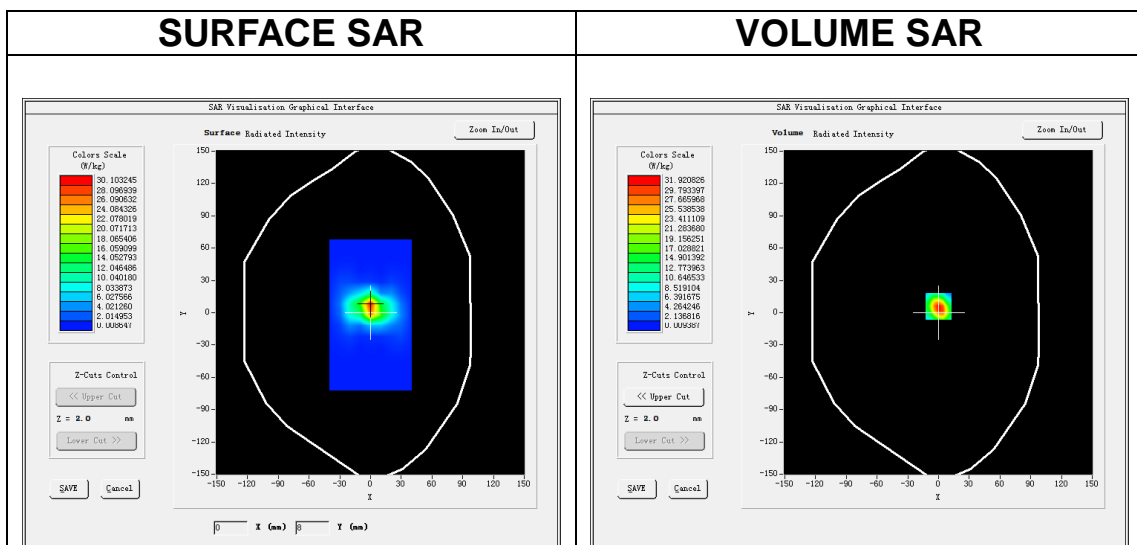 SURFACE SAR
VOLUME SAR
SAR Visualisation Graphical Interface
Surface Radiated Intensity
Zoom In/Out
Colors Scale
(W/kg)
30.103245
28.096939
26.090632
24.084326
22.078019
20.071713
18.065406
16.059099
14.052793
12.046486
10.040180
8.033873
6.027566
4.021260
2.014953
0.008647
Z-Cuts Control
<< Upper Cut
Z = 2.0 mm
Lower Cut >>
SAVE Cancel
150
120
90
60
30
0
-30
-60
-90
-120
-150
Y
-150 -120 -90 -60 -30 0 30 60 90 120 150
X
0 X (mm) 8 Y (mm)
SAR Visualisation Graphical Interface
Volume Radiated Intensity
Zoom In/Out
Colors Scale
(W/kg)
31.920826
29.793397
27.665968
25.538538
23.411109
21.283680
19.156251
17.028821
14.901392
12.773963
10.646533
8.519104
6.391675
4.264246
2.136816
0.009387
Z-Cuts Control
<< Upper Cut
Z = 2.0 mm
Lower Cut >>
SAVE Cancel
150
120
90
60
30
0
-30
-60
-90
-120
-150
Y
-150 -120 -90 -60 -30 0 30 60 90 120 150
X